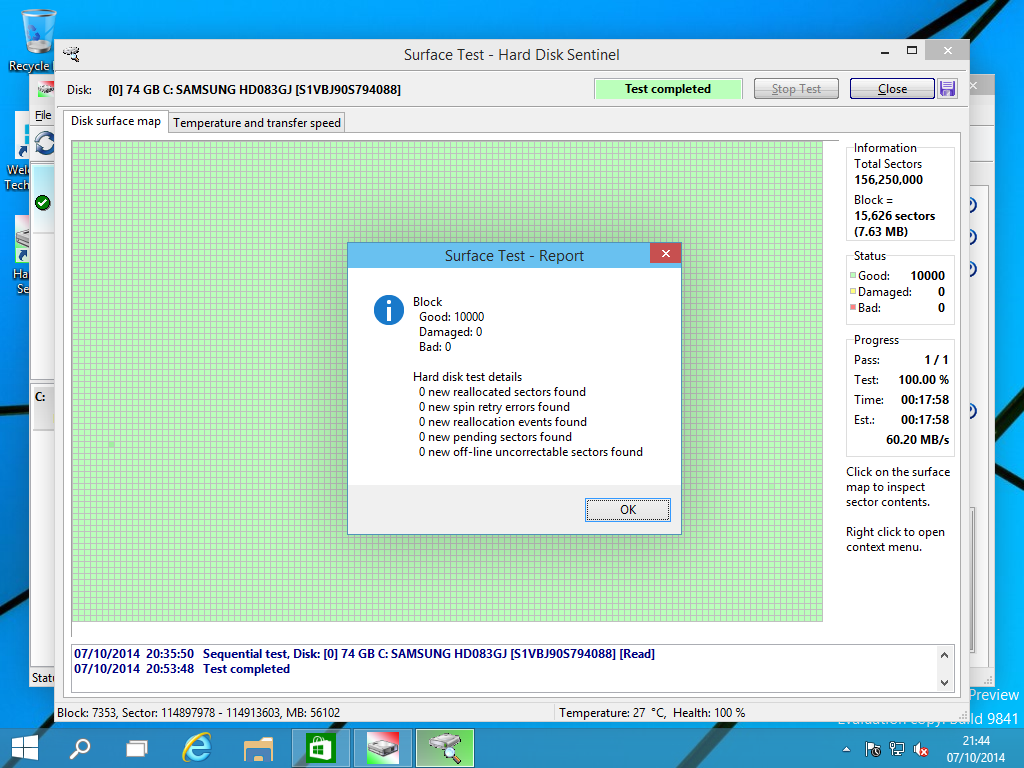 Recycle
Surface Test - Hard Disk Sentinel
Disk: [0] 74 GB C: SAMSUNG HD083GJ [S1VBJ90S794088]
Test completed
Stop Test
Close
File
Disk surface map
Temperature and transfer speed
Wel
Tech
Ha
Se
C:
Stat
Information
Total Sectors
156,250,000
Block =
15,626 sectors
(7.63 MB)
Status
Good: 10000
Damaged: 0
Bad: 0
Progress
Pass: 1 / 1
Test: 100.00 %
Time: 00:17:58
Est.: 00:17:58
60.20 MB/s
Click on the surface
map to inspect
sector contents.
Right click to open
context menu.
Surface Test - Report
Block
Good: 10000
Damaged: 0
Bad: 0
Hard disk test details
0 new reallocated sectors found
0 new spin retry errors found
0 new reallocation events found
0 new pending sectors found
0 new off-line uncorrectable sectors found
OK
07/10/2014 20:35:50 Sequential test, Disk: [0] 74 GB C: SAMSUNG HD083GJ [S1VBJ90S794088] [Read]
07/10/2014 20:53:48 Test completed
Block: 7353, Sector: 114897978 - 114913603, MB: 56102
Temperature: 27 °C, Health: 100 %
Preview
Evaluation copy. Build 9841
21:44
07/10/2014